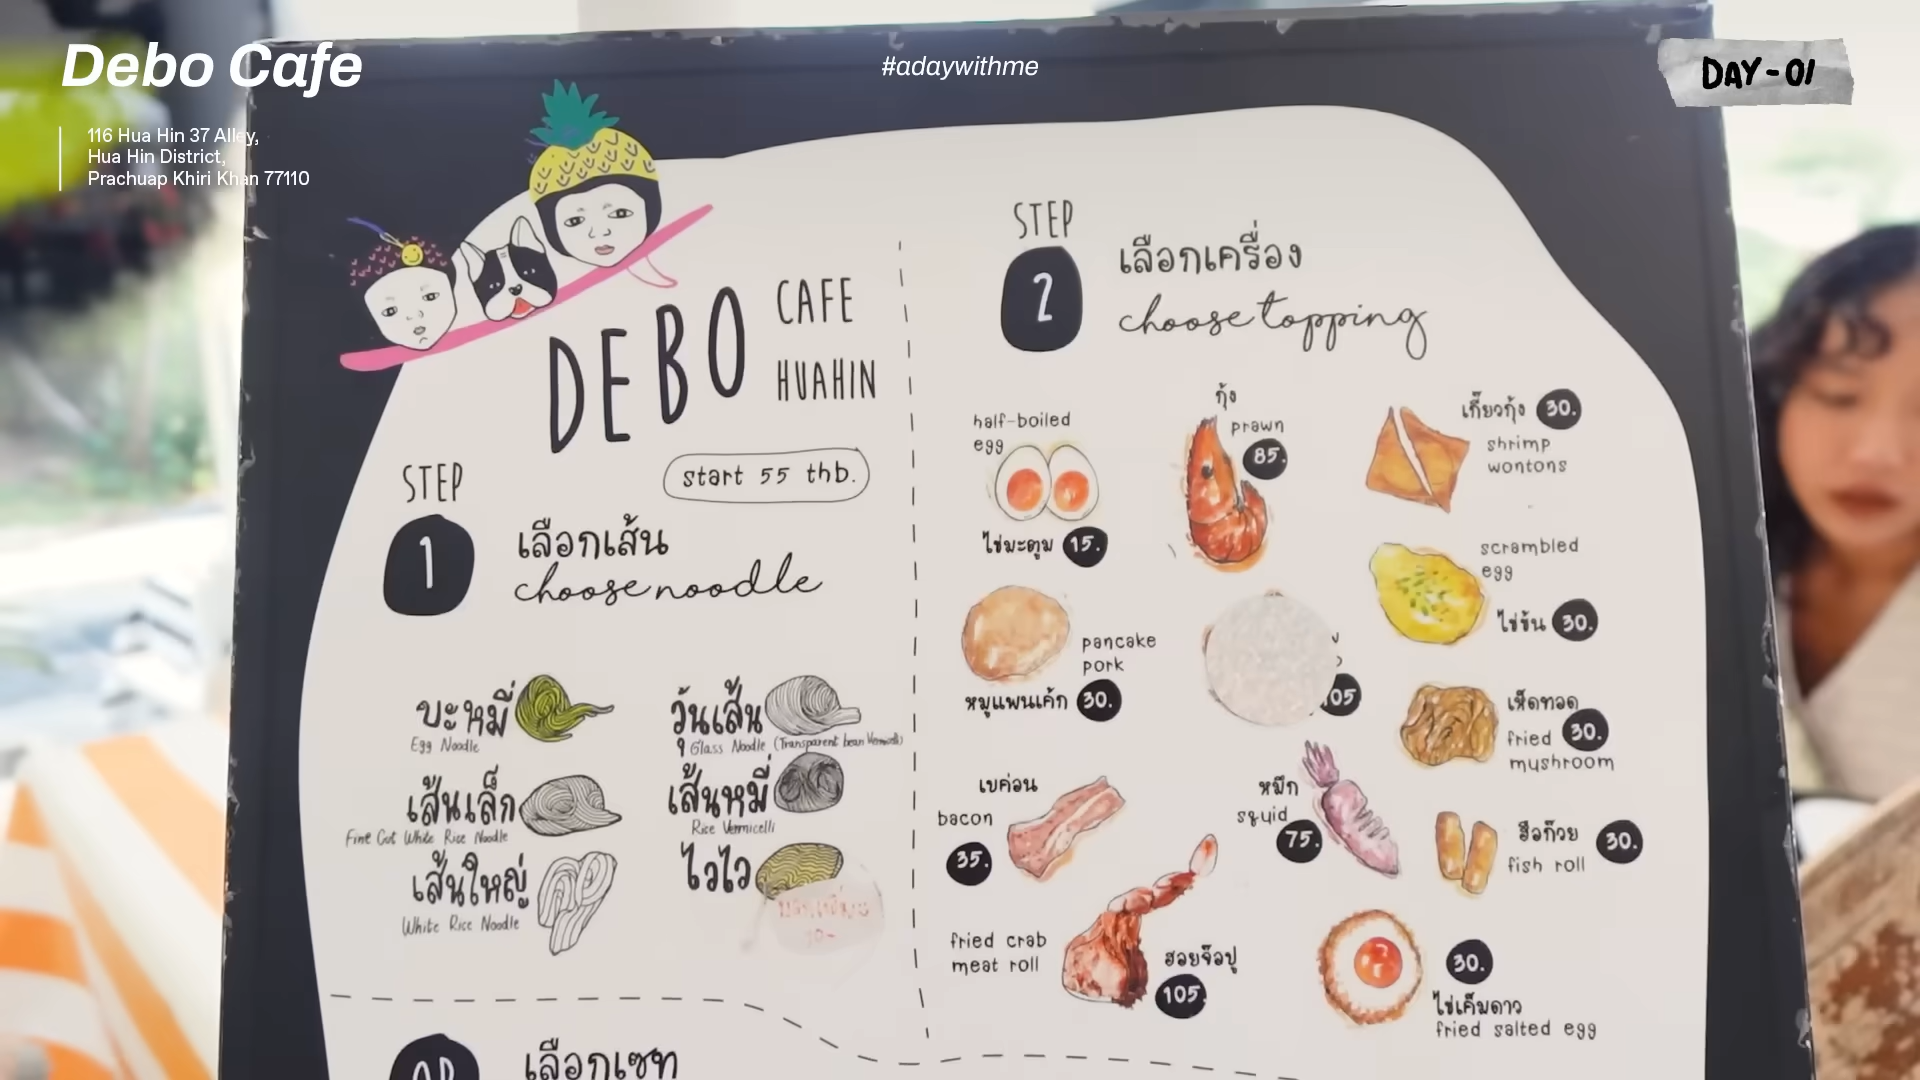 Debo Cafe
#adaywithme
DAY-01
116 Hua Hin 37 Alley,
Hua Hin District,
Prachuap Khiri Khan 77110
DEBO
CAFE
HUAHIN
start 55 thb.
STEP
1
เลือกเส้น
choose noodle
บะหมี่
Egg Noodle
เส้นเล็ก
Fine Cut White Rice Noodle
เส้นใหญ่
White Rice Noodle
วุ้นเส้น
Glass Noodle (Transparent bean Vermicelli)
เส้นหมี่
Rice Vermicelli
ไวไว
STEP
2
เลือกเครื่อง
choose topping
half-boiled
egg
ไข่มะตูม 15.
กุ้ง
prawn
85.
เกี๊ยวกุ้ง 30.
shrimp
wontons
scrambled
egg
ไข่ข้น 30.
pancake
pork
หมูแพนเค้ก 30.
05
เห็ดทอด
fried 30.
mushroom
เบค่อน
bacon
35.
หมึก
squid
75.
ฮือก๊วย 30.
fish roll
fried crab
meat roll
ฮอยจ๊อปู
105.
30.
ไข่เค็มดาว
fried salted egg
OR
เลือกเซท